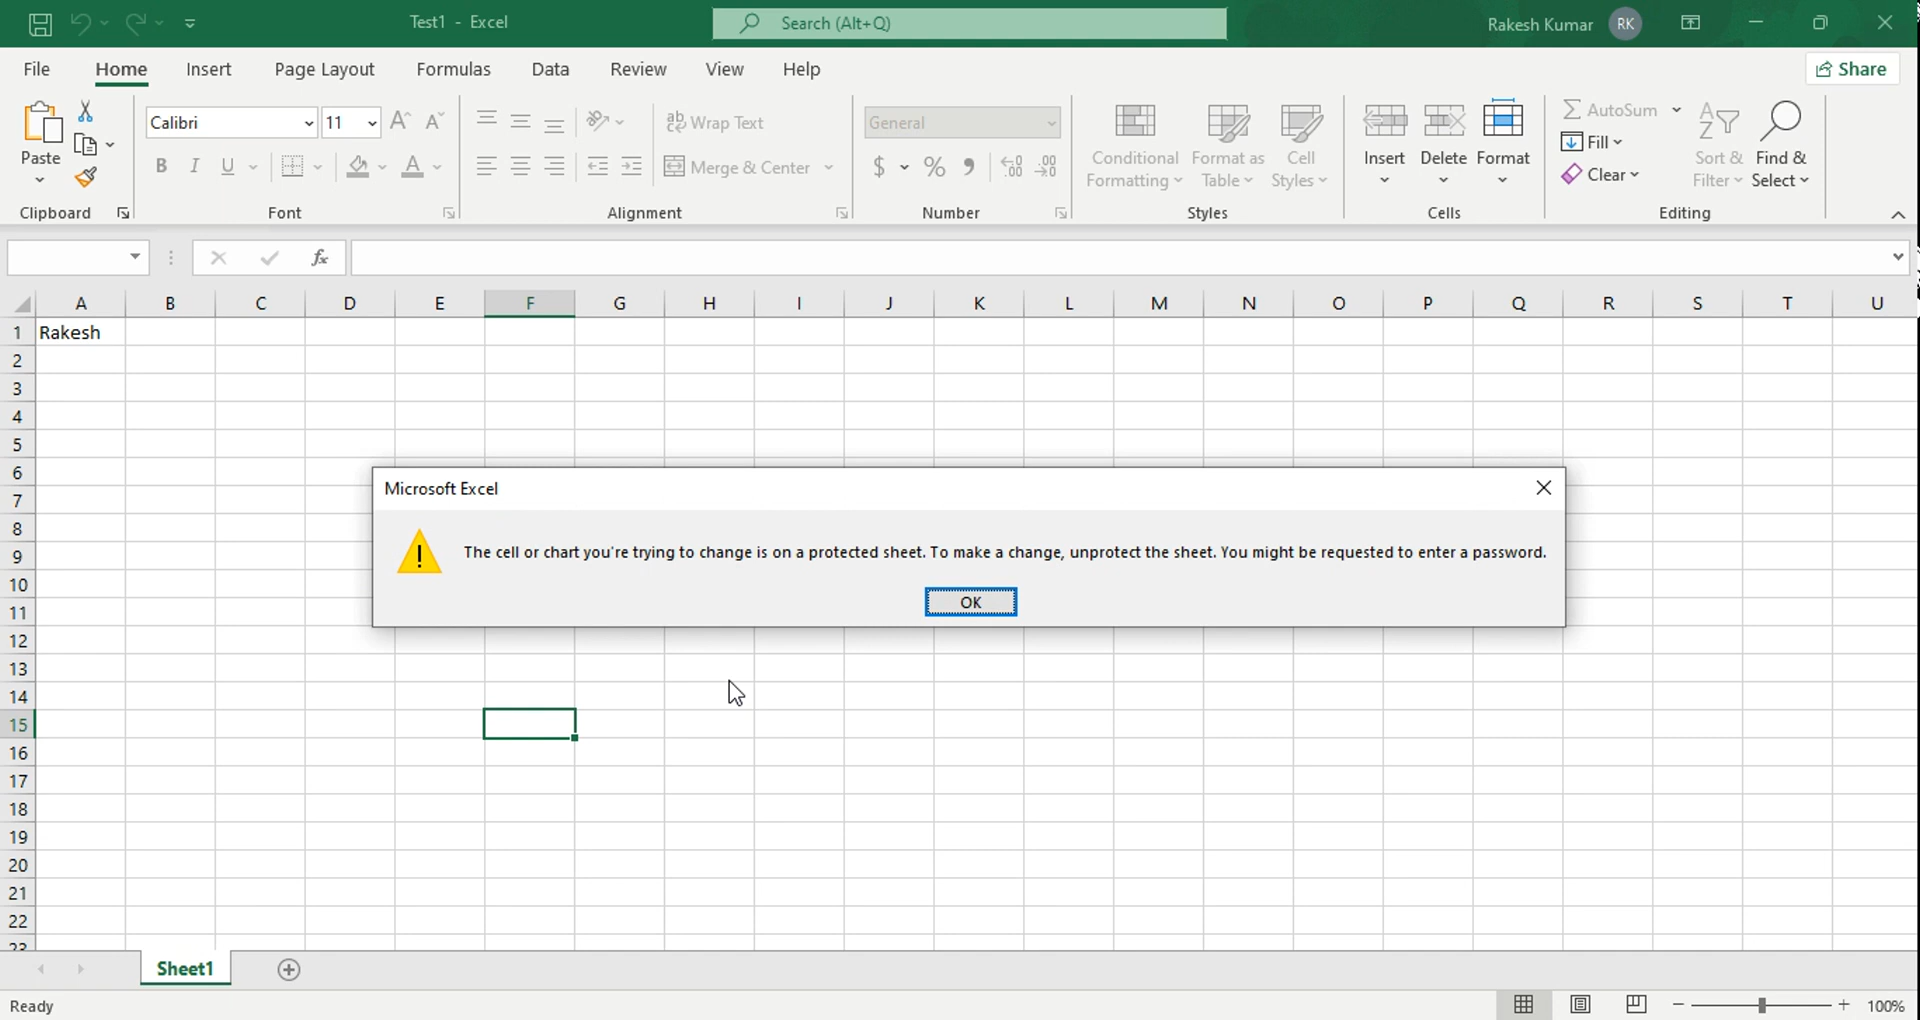 Test1 - Excel
Search (Alt+Q)
Rakesh Kumar RK
File Home Insert Page Layout Formulas Data Review View Help Share
Calibri 11
Wrap Text
General
AutoSum
Fill
Clear
Paste
B I U
A
Merge & Center
$ % 9
Conditional Formatting
Format as Table
Cell Styles
Insert
Delete
Format
Sort & Filter
Find & Select
Clipboard Font Alignment Number Styles Cells Editing
fx
A B C D E F G H I J K L M N O P Q R S T U
1 Rakesh
2
3
4
5
6
7
8
9
10
11
12
13
14
15
16
17
18
19
20
21
22
23
Microsoft Excel
The cell or chart you're trying to change is on a protected sheet. To make a change, unprotect the sheet. You might be requested to enter a password.
OK
Sheet1
Ready
100%